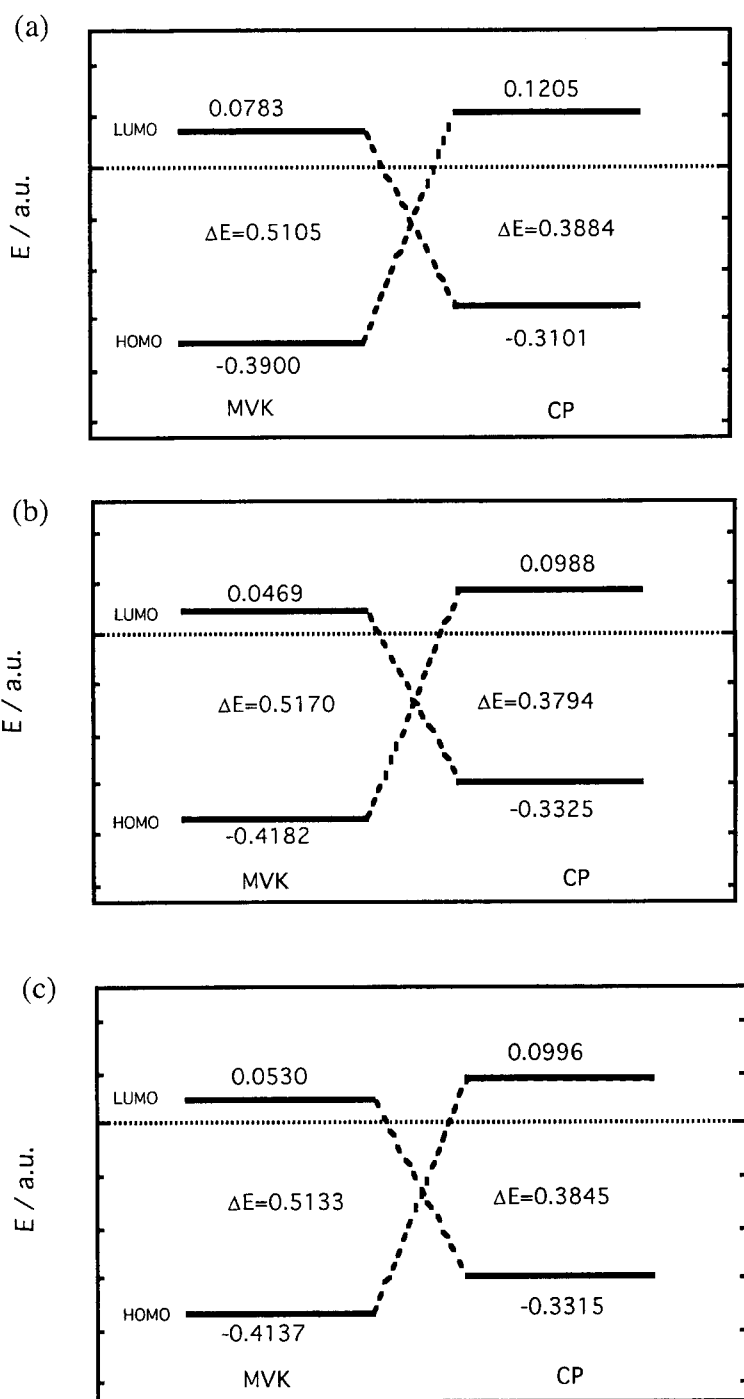 (a)
0.0783
0.1205
LUMO
E / a.u.
ΔE=0.5105
ΔE=0.3884
HOMO
-0.3900
-0.3101
MVK
CP
(b)
0.0469
0.0988
LUMO
E / a.u.
ΔE=0.5170
ΔE=0.3794
HOMO
-0.4182
-0.3325
MVK
CP
(c)
0.0530
0.0996
LUMO
E / a.u.
ΔE=0.5133
ΔE=0.3845
HOMO
-0.4137
-0.3315
MVK
CP